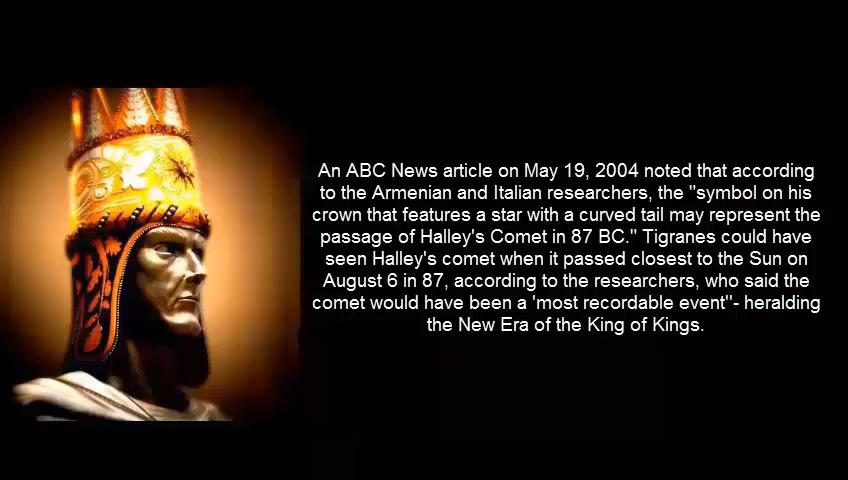 An ABC News article on May 19, 2004 noted that according
to the Armenian and Italian researchers, the "symbol on his
crown that features a star with a curved tail may represent the
passage of Halley's Comet in 87 BC." Tigranes could have
seen Halley's comet when it passed closest to the Sun on
August 6 in 87, according to the researchers, who said the
comet would have been a 'most recordable event"- heralding
the New Era of the King of Kings.